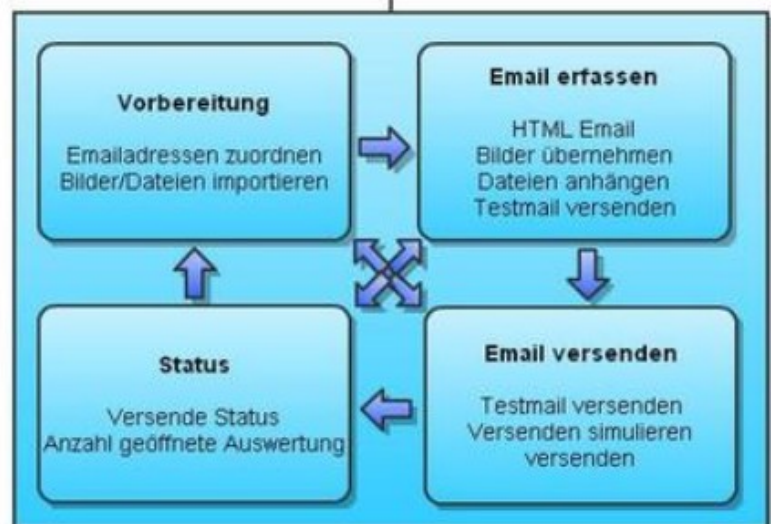 Vorbereitung
Emailadressen zuordnen
Bilder/Dateien importieren
Email erfassen
HTML Email
Bilder übernehmen
Dateien anhängen
Testmail versenden
Status
Versende Status
Anzahl geöffnete Auswertung
Email versenden
Testmail versenden
Versenden simulieren
versenden